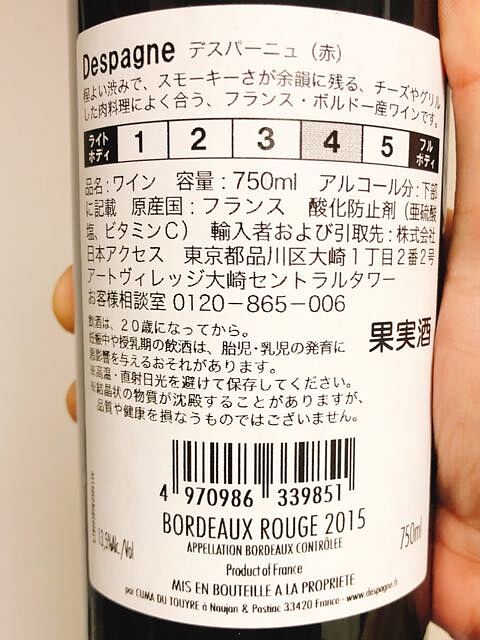 Despagne デスパーニュ（赤）
程よい渋みで、スモーキーさが余韻に残る、チーズやグリル
した肉料理によく合う、フランス・ボルドー産ワインです。
ライトボディ 1 2 3 4 5 フルボディ
品名：ワイン 容量：750ml アルコール分：下部
に記載 原産国：フランス 酸化防止剤（亜硫酸
塩、ビタミンC） 輸入者および引取先：株式会社
日本アクセス 東京都品川区大崎１丁目２番２号
アートヴィレッジ大崎セントラルタワー
お客様相談室 0120−865−006
飲酒は、20歳になってから。
妊娠中や授乳期の飲酒は、胎児・乳児の発育に
悪影響を与えるおそれがあります。
※高温・直射日光を避けて保存してください。
※結晶状の物質が沈殿することがありますが、
品質や健康を損なうものではございません。
果実酒
4 970986 339851
BORDEAUX ROUGE 2015
APPELLATION BORDEAUX CONTRÔLÉE
13,5%Alc/Vol
750ml
Product of France
MIS EN BOUTEILLE A LA PROPRIETE
par CUMA DU TOUYRE à Naujan & Postiac 33420 France - www.despagne.fr